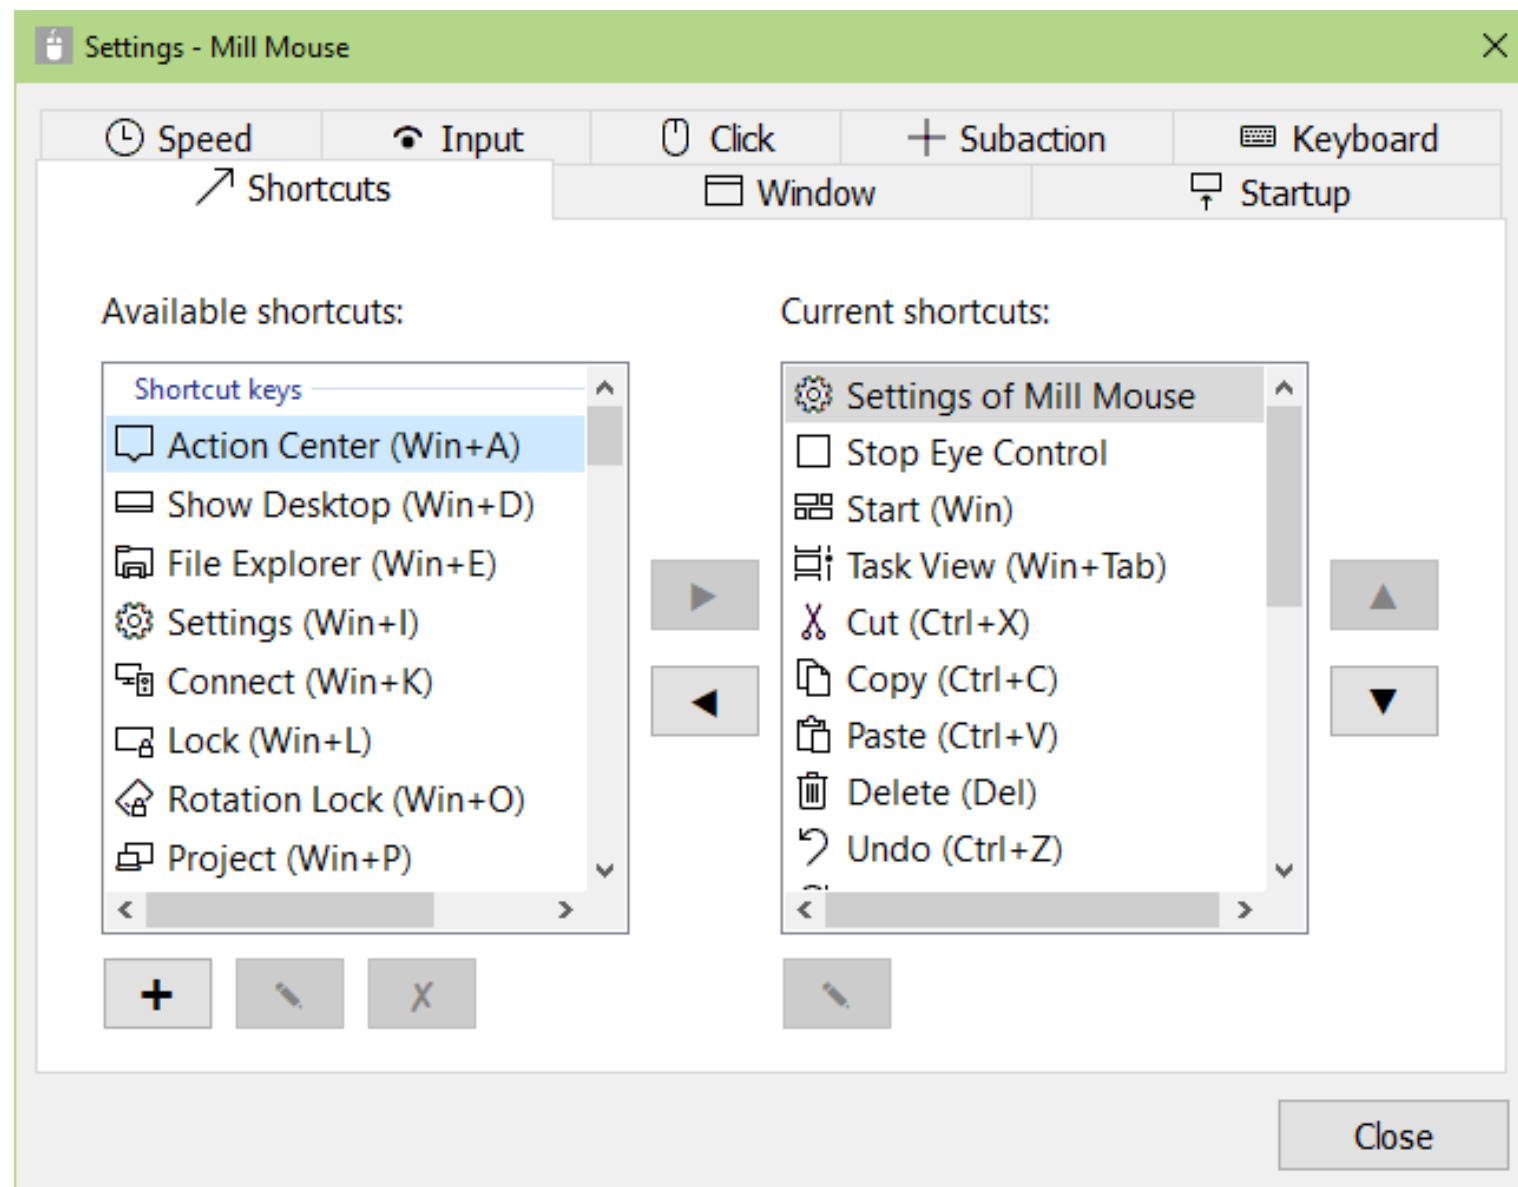 Settings - Mill Mouse
Speed
Input
Click
Subaction
Keyboard
Shortcuts
Window
Startup
Available shortcuts:
Shortcut keys
Action Center (Win+A)
Show Desktop (Win+D)
File Explorer (Win+E)
Settings (Win+I)
Connect (Win+K)
Lock (Win+L)
Rotation Lock (Win+O)
Project (Win+P)
Current shortcuts:
Settings of Mill Mouse
Stop Eye Control
Start (Win)
Task View (Win+Tab)
Cut (Ctrl+X)
Copy (Ctrl+C)
Paste (Ctrl+V)
Delete (Del)
Undo (Ctrl+Z)
Close